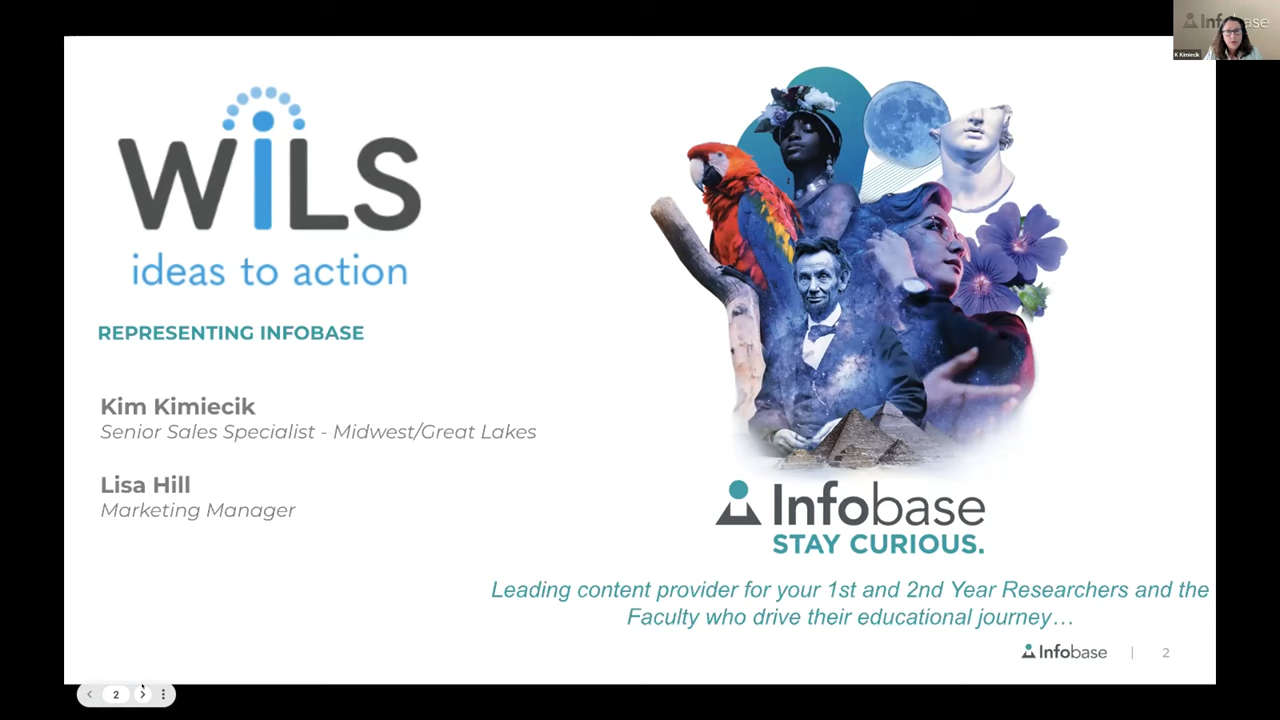 WiLS
ideas to action
REPRESENTING INFOBASE
Kim Kimiecik
Senior Sales Specialist - Midwest/Great Lakes
Lisa Hill
Marketing Manager
Infobase
STAY CURIOUS.
Leading content provider for your 1st and 2nd Year Researchers and the
Faculty who drive their educational journey…
Infobase | 2
2
Infobase
K Kimiecik